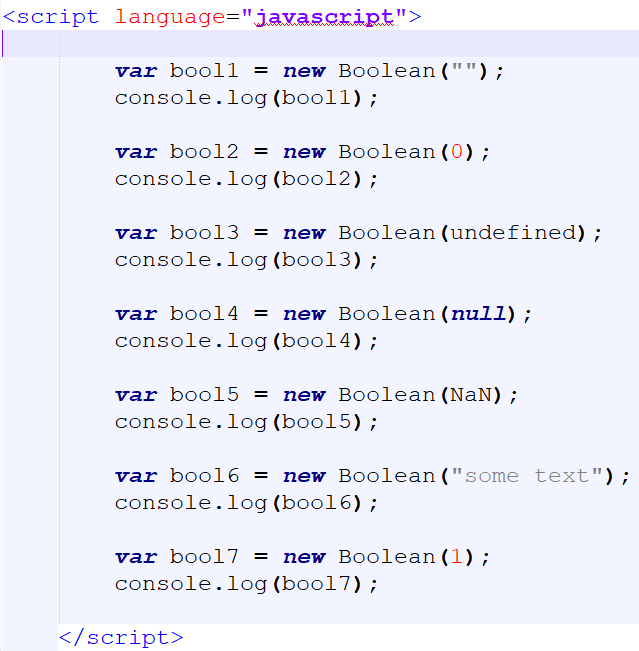 <script language="javascript">
var bool1 = new Boolean("");
console.log(bool1);
var bool2 = new Boolean(0);
console.log(bool2);
var bool3 = new Boolean(undefined);
console.log(bool3);
var bool4 = new Boolean(null);
console.log(bool4);
var bool5 = new Boolean(NaN);
console.log(bool5);
var bool6 = new Boolean("some text");
console.log(bool6);
var bool7 = new Boolean(1);
console.log(bool7);
</script>